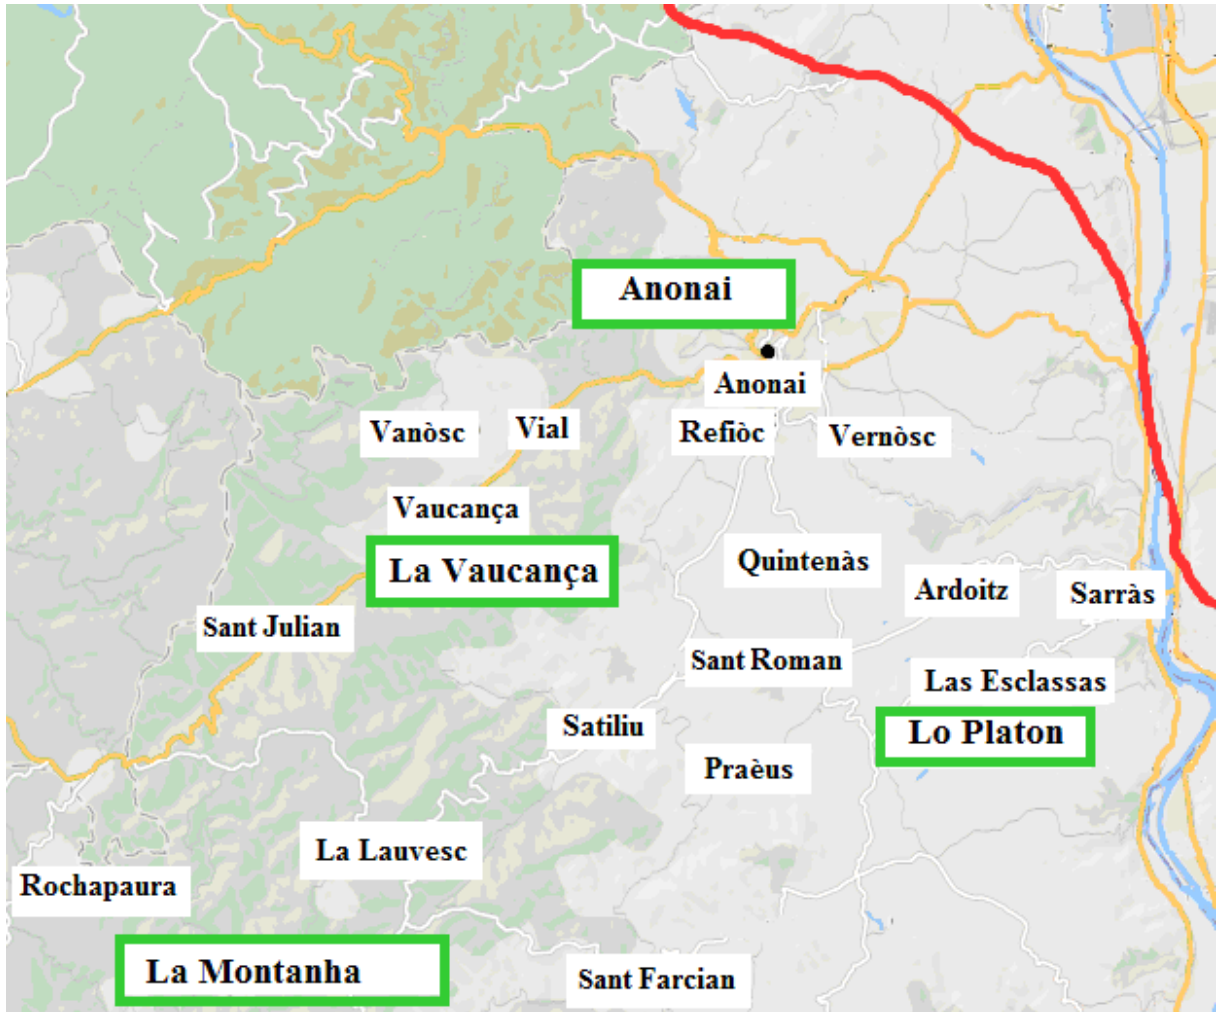 Anonai
Anonai
Vanòsc
Vial
Refiòc
Vernòsc
Vaucança
La Vaucança
Quintenàs
Ardoitz
Sarràs
Sant Julian
Sant Roman
Las Esclassas
Satiliu
Lo Platon
Praèus
La Lauvesc
Rochapaura
La Montanha
Sant Farcian